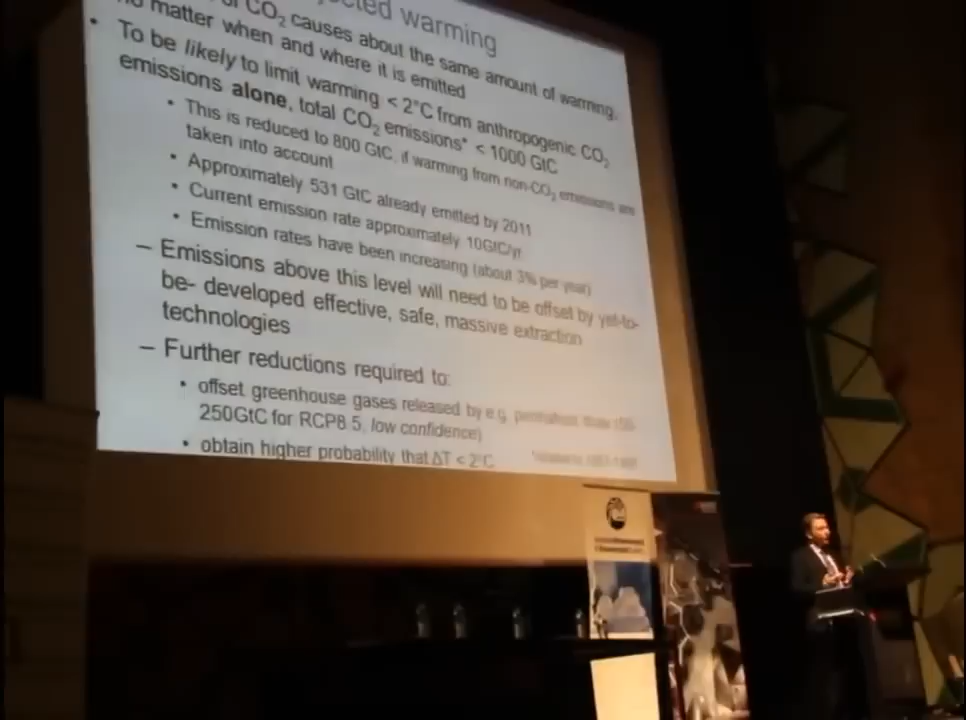 warming
of CO₂ causes about the same amount of warming,
no matter when and where it is emitted
• To be likely to limit warming < 2°C from anthropogenic CO₂
emissions alone, total CO₂ emissions* < 1000 GtC
• This is reduced to 800 GtC, if warming from non-CO₂ emissions are
taken into account
• Approximately 531 GtC already emitted by 2011
• Current emission rate approximately 10GtC/yr
• Emission rates have been increasing (about 3% per year)
– Emissions above this level will need to be offset by yet-to-
be- developed effective, safe, massive extraction
technologies
– Further reductions required to:
• offset greenhouse gases released by e.g.
250GtC for RCP8.5, low confidence)
• obtain higher probability that ΔT < 2°C